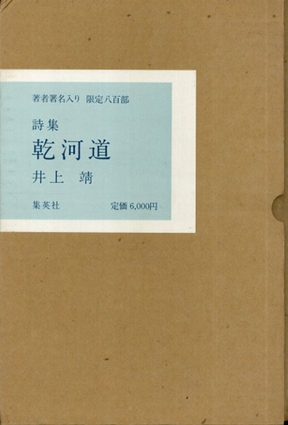 著者署名入り 限定八百部
詩集
乾河道
井上 靖
集英社 定価 6,000円